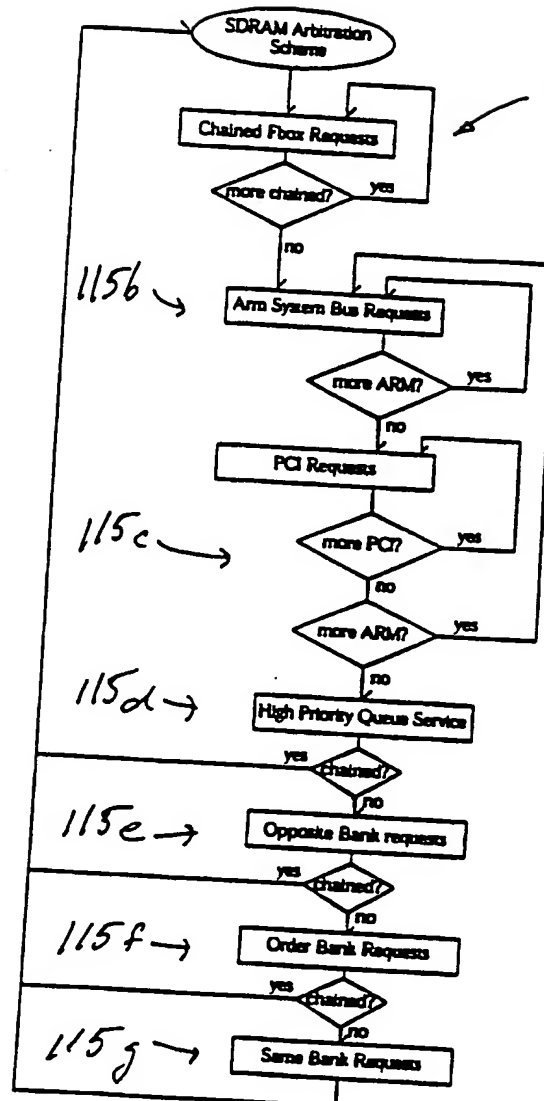 SDRAM Arbitration
Scheme
Chained Fbox Requests
more chained?
yes
no
115b
Arm System Bus Requests
more ARM?
yes
no
PCI Requests
115c
more PCI?
yes
no
more ARM?
yes
no
115d
High Priority Queue Service
yes
chained?
no
115e
Opposite Bank requests
yes
chained?
no
115f
Order Bank Requests
yes
chained?
no
115g
Same Bank Requests